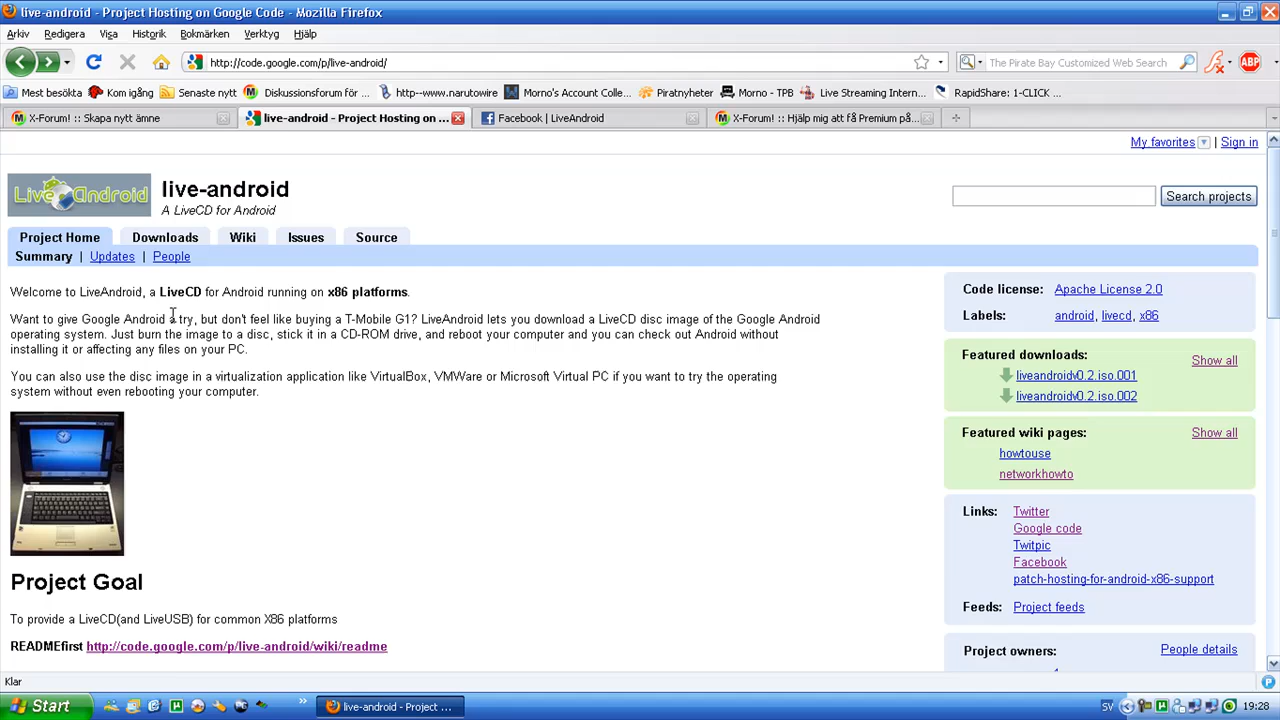 live-android - Project Hosting on Google Code - Mozilla Firefox
Arkiv Redigera Visa Historik Bokmärken Verktyg Hjälp
http://code.google.com/p/live-android/ The Pirate Bay Customized Web Search ABP
Mest besökta Kom igång Senaste nytt Diskussionsforum för ... http--www.narutowire Morno's Account Colle... Piratnyheter Morno - TPB Live Streaming Intern... RapidShare: 1-CLICK ...
X-Forum! :: Skapa nytt ämne live-android - Project Hosting on ... Facebook | LiveAndroid X-Forum! :: Hjälp mig att få Premium på...
My favorites | Sign in
LiveAndroid live-android
A LiveCD for Android
Search projects
Project Home Downloads Wiki Issues Source
Summary | Updates | People
Welcome to LiveAndroid, a LiveCD for Android running on x86 platforms.
Want to give Google Android a try, but don't feel like buying a T-Mobile G1? LiveAndroid lets you download a LiveCD disc image of the Google Android
operating system. Just burn the image to a disc, stick it in a CD-ROM drive, and reboot your computer and you can check out Android without
installing it or affecting any files on your PC.
You can also use the disc image in a virtualization application like VirtualBox, VMWare or Microsoft Virtual PC if you want to try the operating
system without even rebooting your computer.
Project Goal
To provide a LiveCD(and LiveUSB) for common X86 platforms
READMEfirst http://code.google.com/p/live-android/wiki/readme
Code license: Apache License 2.0
Labels: android, livecd, x86
Featured downloads: Show all
liveandroidv0.2.iso.001
liveandroidv0.2.iso.002
Featured wiki pages: Show all
howtouse
networkhowto
Links: Twitter
Google code
Twitpic
Facebook
patch-hosting-for-android-x86-support
Feeds: Project feeds
Project owners: People details
Klar
Start live-android - Project ... SV 19:28